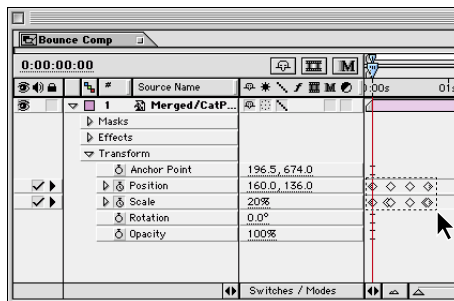 Bounce Comp
0:00:00:00
M
# Source Name M :00s 01s
1 Merged/CatP...
Masks
Effects
Transform
Anchor Point 196.5, 674.0
Position 160.0, 136.0
Scale 20%
Rotation 0.0°
Opacity 100%
Switches / Modes